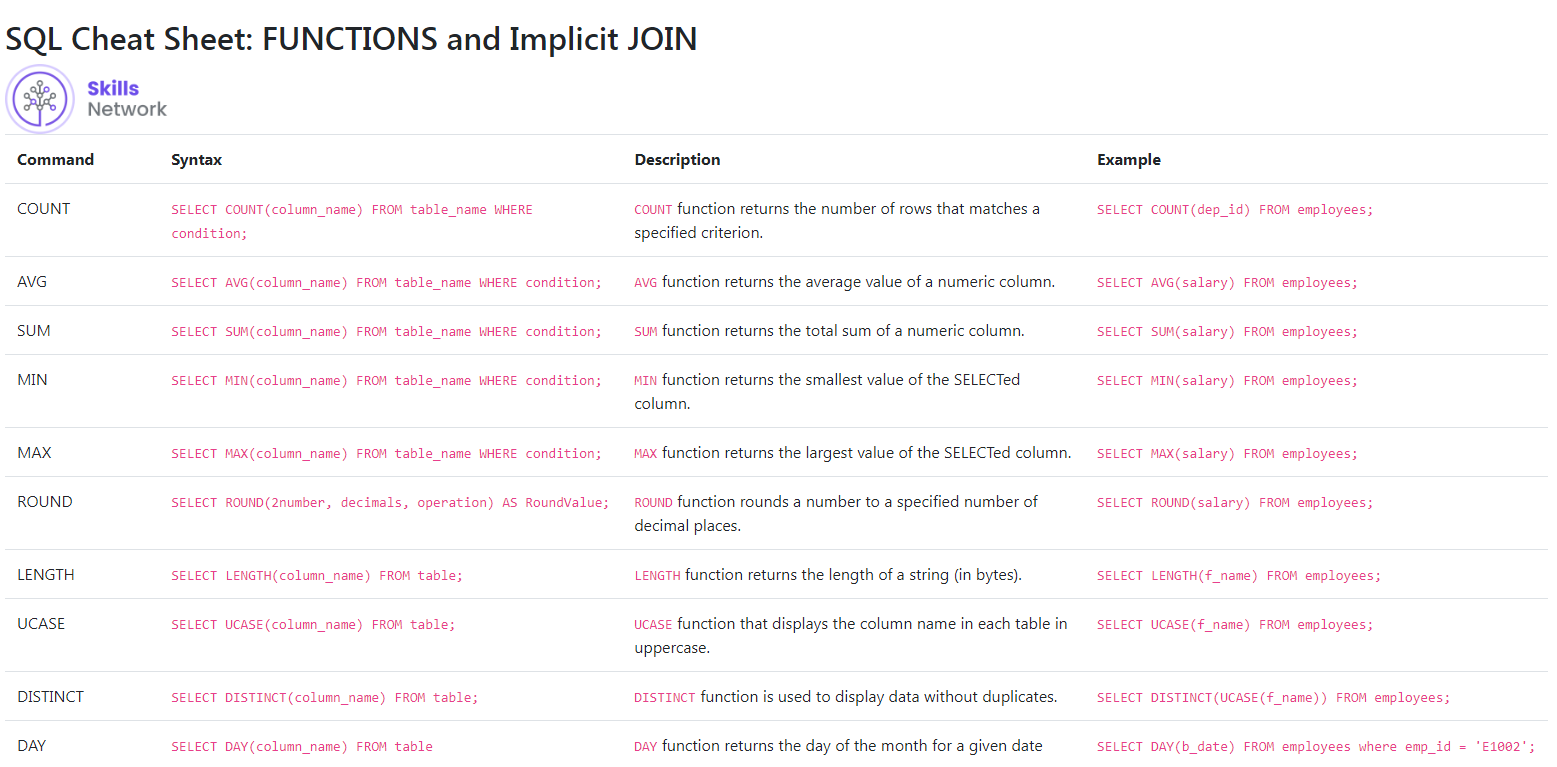 SQL Cheat Sheet: FUNCTIONS and Implicit JOIN
Skills
Network
Command Syntax Description Example
COUNT SELECT COUNT(column_name) FROM table_name WHERE COUNT function returns the number of rows that matches a SELECT COUNT(dep_id) FROM employees;
condition; specified criterion.
AVG SELECT AVG(column_name) FROM table_name WHERE condition; AVG function returns the average value of a numeric column. SELECT AVG(salary) FROM employees;
SUM SELECT SUM(column_name) FROM table_name WHERE condition; SUM function returns the total sum of a numeric column. SELECT SUM(salary) FROM employees;
MIN SELECT MIN(column_name) FROM table_name WHERE condition; MIN function returns the smallest value of the SELECTed SELECT MIN(salary) FROM employees;
column.
MAX SELECT MAX(column_name) FROM table_name WHERE condition; MAX function returns the largest value of the SELECTed column. SELECT MAX(salary) FROM employees;
ROUND SELECT ROUND(2number, decimals, operation) AS RoundValue; ROUND function rounds a number to a specified number of SELECT ROUND(salary) FROM employees;
decimal places.
LENGTH SELECT LENGTH(column_name) FROM table; LENGTH function returns the length of a string (in bytes). SELECT LENGTH(f_name) FROM employees;
UCASE SELECT UCASE(column_name) FROM table; UCASE function that displays the column name in each table in SELECT UCASE(f_name) FROM employees;
uppercase.
DISTINCT SELECT DISTINCT(column_name) FROM table; DISTINCT function is used to display data without duplicates. SELECT DISTINCT(UCASE(f_name)) FROM employees;
DAY SELECT DAY(column_name) FROM table DAY function returns the day of the month for a given date SELECT DAY(b_date) FROM employees where emp_id = 'E1002';